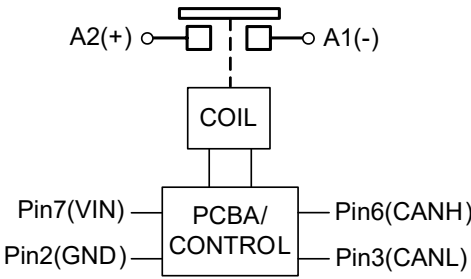 A2(+) A1(-)
COIL
Pin7(VIN) PCBA/ Pin6(CANH)
Pin2(GND) CONTROL Pin3(CANL)